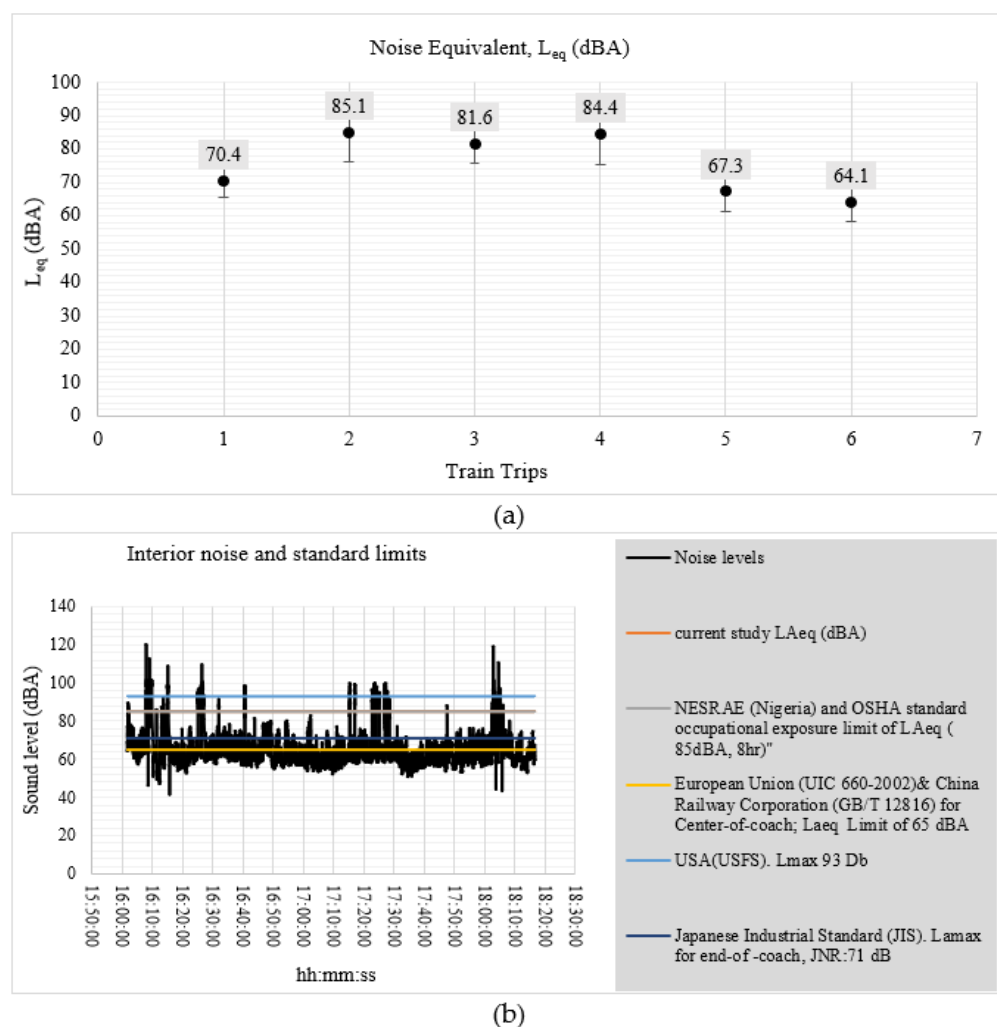 Noise Equivalent, Leq (dBA)
100
90
80
70
60
50
40
30
20
10
0
Leq (dBA)
70.4
85.1
81.6
84.4
67.3
64.1
0 1 2 3 4 5 6 7
Train Trips
(a)
Interior noise and standard limits
140
120
100
80
60
40
20
0
Sound level (dBA)
15:50:00
16:00:00
16:10:00
16:20:00
16:30:00
16:40:00
16:50:00
17:00:00
17:10:00
17:20:00
17:30:00
17:40:00
17:50:00
18:00:00
18:10:00
18:20:00
18:30:00
hh:mm:ss
Noise levels
current study LAeq (dBA)
NESRAE (Nigeria) and OSHA standard
occupational exposure limit of LAeq (
85dBA, 8hr)"
European Union (UIC 660-2002)& China
Railway Corporation (GB/T 12816) for
Center-of-coach; Laeq Limit of 65 dBA
USA(USFS). Lmax 93 Db
Japanese Industrial Standard (JIS). Lamax
for end-of -coach, JNR:71 dB
(b)